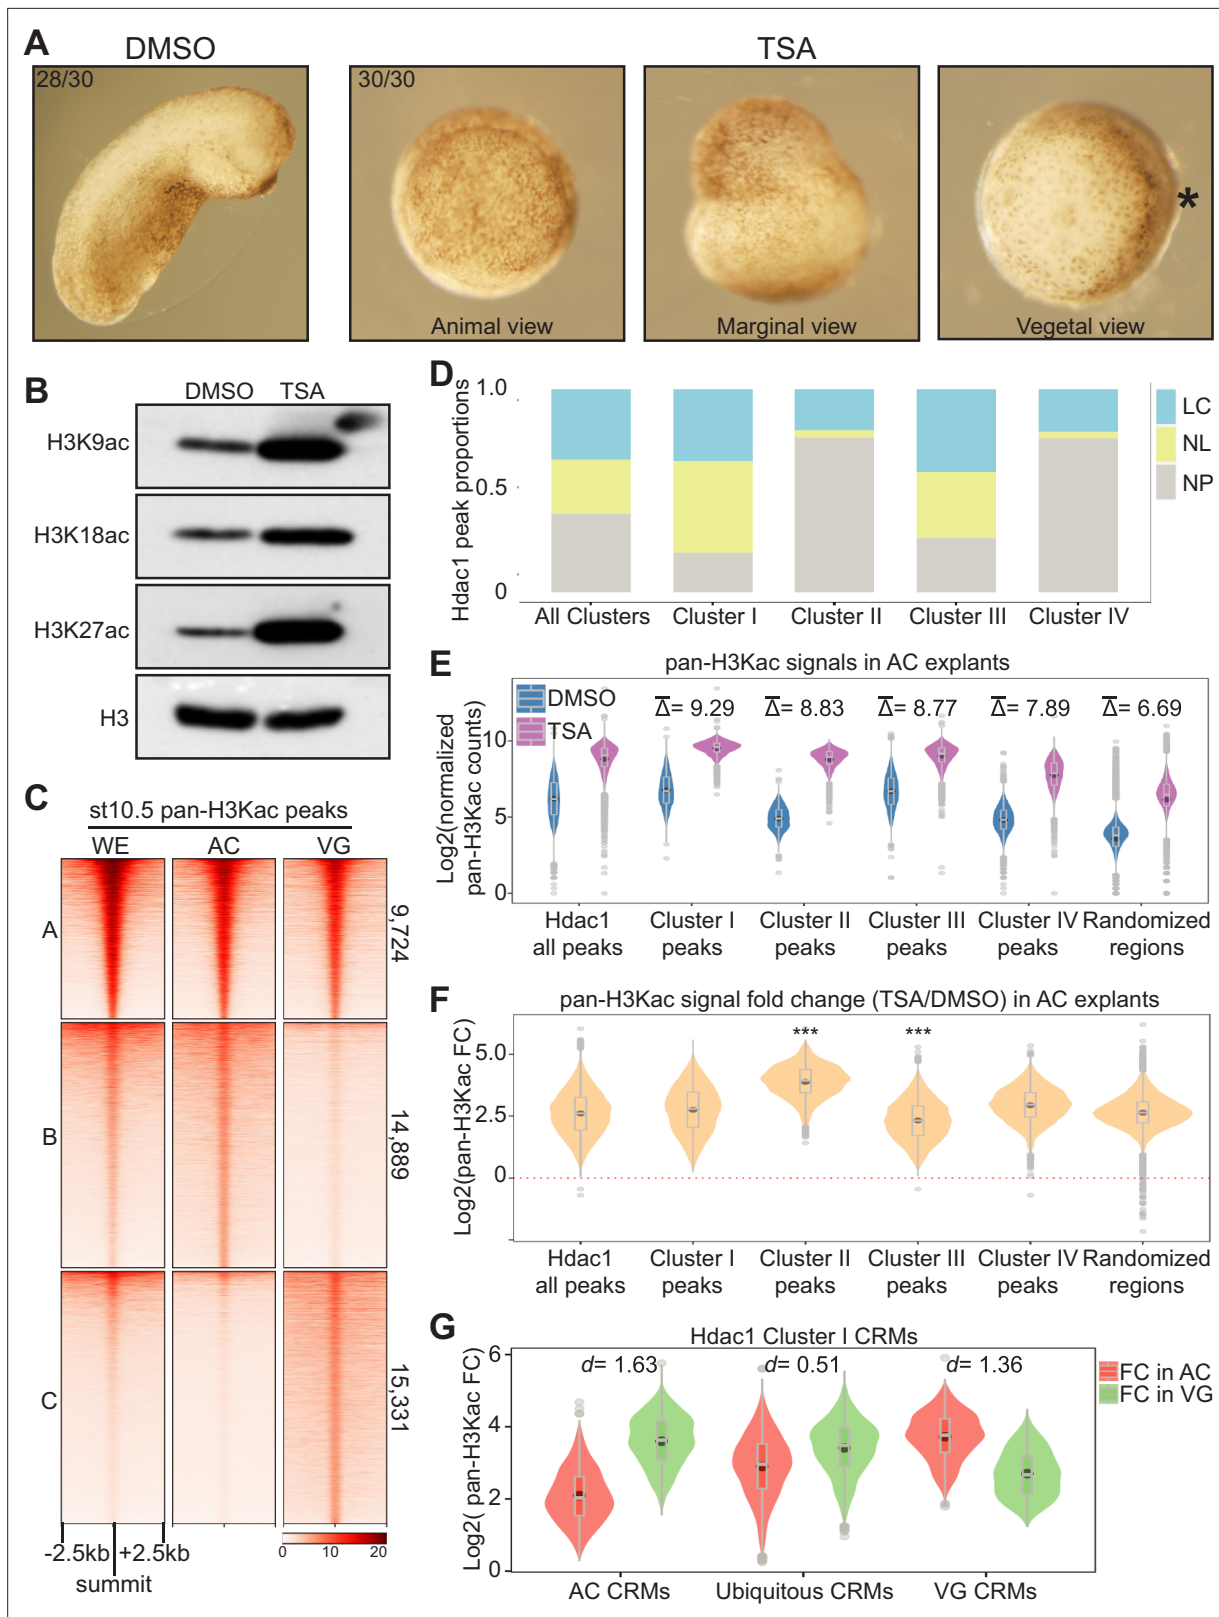 A
DMSO
TSA
28/30
30/30
*
Animal view
Marginal view
Vegetal view
B
DMSO TSA
H3K9ac
H3K18ac
H3K27ac
H3
C
st10.5 pan-H3Kac peaks
WE AC VG
A
9,724
B
14,889
C
15,331
-2.5kb +2.5kb
summit
0 10 20
D
Hdac1 peak proportions
1.0
0.5
0
LC
NL
NP
All Clusters Cluster I Cluster II Cluster III Cluster IV
E
pan-H3Kac signals in AC explants
DMSO
TSA
Δ̅= 9.29 Δ̅= 8.83 Δ̅= 8.77 Δ̅= 7.89 Δ̅= 6.69
Log2(normalized
pan-H3Kac counts)
10
5
0
Hdac1 Cluster I Cluster II Cluster III Cluster IV Randomized
all peaks peaks peaks peaks peaks regions
F
pan-H3Kac signal fold change (TSA/DMSO) in AC explants
*** ***
Log2(pan-H3Kac FC)
5.0
2.5
0
Hdac1 Cluster I Cluster II Cluster III Cluster IV Randomized
all peaks peaks peaks peaks peaks regions
G
Hdac1 Cluster I CRMs
d= 1.63 d= 0.51 d= 1.36
FC in AC
FC in VG
Log2( pan-H3Kac FC)
6
4
2
0
AC CRMs Ubiquitous CRMs VG CRMs